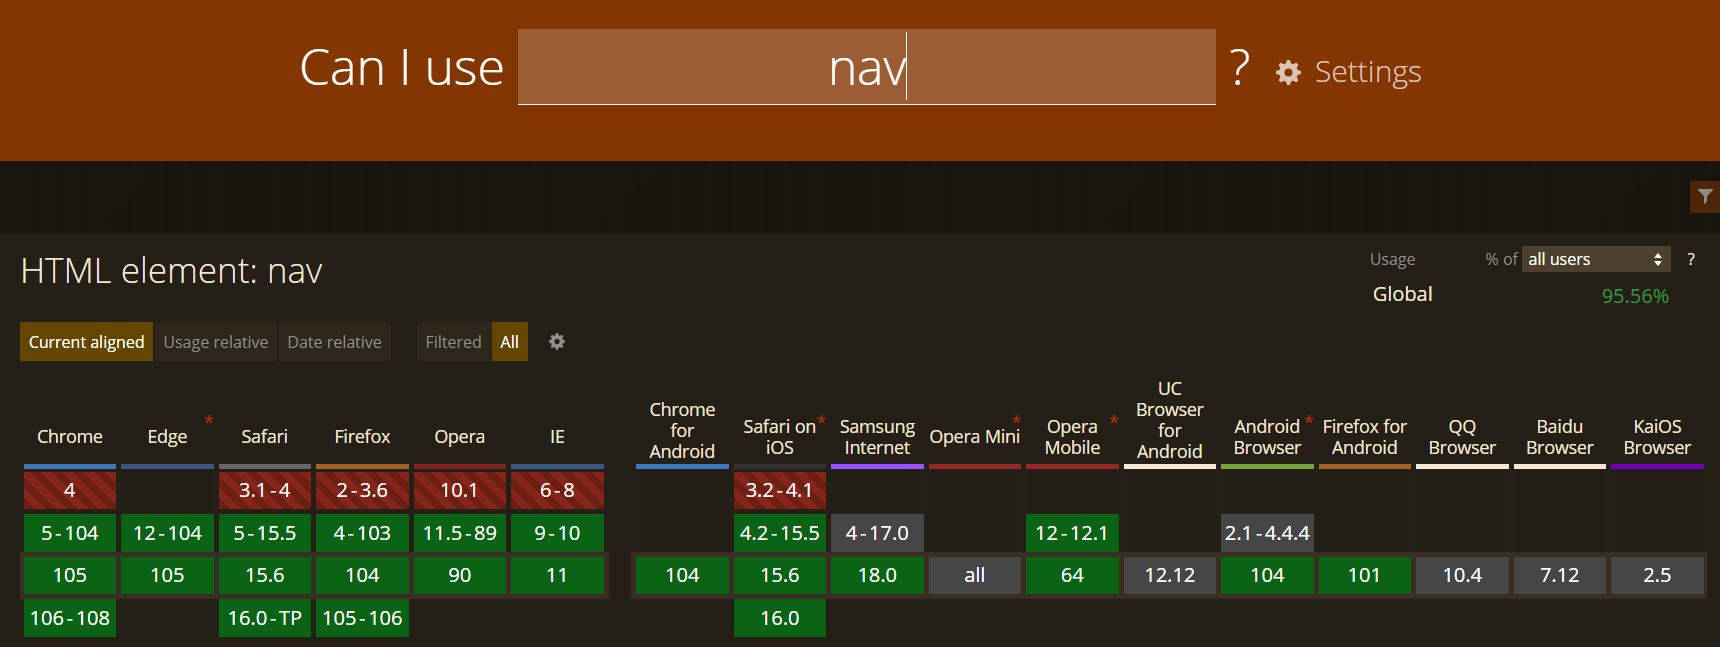 Can I use nav ? Settings
HTML element: nav
Usage % of all users ?
Global 95.56%
Current aligned Usage relative Date relative Filtered All
Chrome Edge * Safari Firefox Opera IE Chrome for Android Safari on iOS * Samsung Internet Opera Mini * Opera Mobile * UC Browser for Android Android Browser * Firefox for Android QQ Browser Baidu Browser KaiOS Browser
4 3.1-4 2-3.6 10.1 6-8 3.2-4.1
5-104 12-104 5-15.5 4-103 11.5-89 9-10 4.2-15.5 4-17.0 12-12.1 2.1-4.4.4
105 105 15.6 104 90 11 104 15.6 18.0 all 64 12.12 104 101 10.4 7.12 2.5
106-108 16.0-TP 105-106 16.0